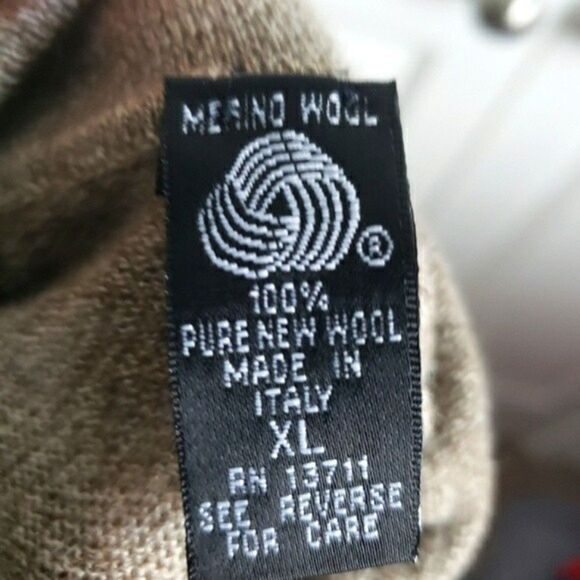 MERINO WOOL
®
100%
PURE NEW WOOL
MADE IN
ITALY
XL
RN 13711
SEE REVERSE
FOR CARE